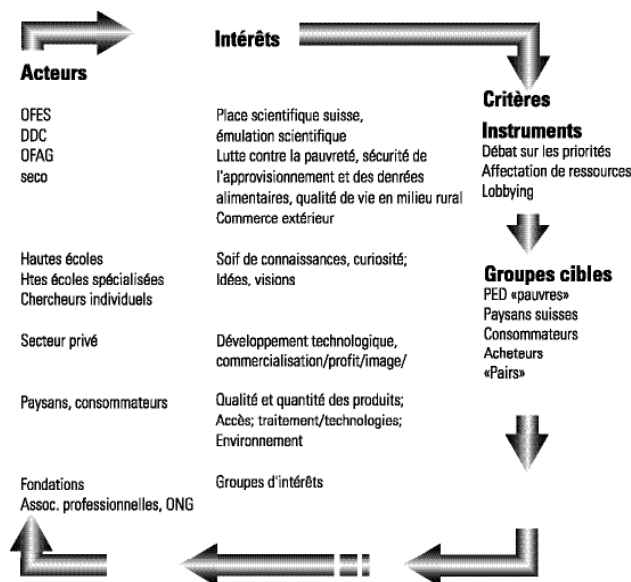 Acteurs
OFES
DDC
OFAG
seco
Hautes écoles
Htes écoles spécialisées
Chercheurs individuels
Secteur privé
Paysans, consommateurs
Fondations
Assoc. professionnelles, ONG
Intérêts
Place scientifique suisse,
émulation scientifique
Lutte contre la pauvreté, sécurité de
l'approvisionnement et des denrées
alimentaires, qualité de vie en milieu rural
Commerce extérieur
Soif de connaissances, curiosité;
Idées, visions
Développement technologique,
commercialisation/profit/image/
Qualité et quantité des produits;
Accès; traitement/technologies;
Environnement
Groupes d'intérêts
Critères
Instruments
Débat sur les priorités
Affectation de ressources
Lobbying
Groupes cibles
PED «pauvres»
Paysans suisses
Consommateurs
Acheteurs
«Pairs»